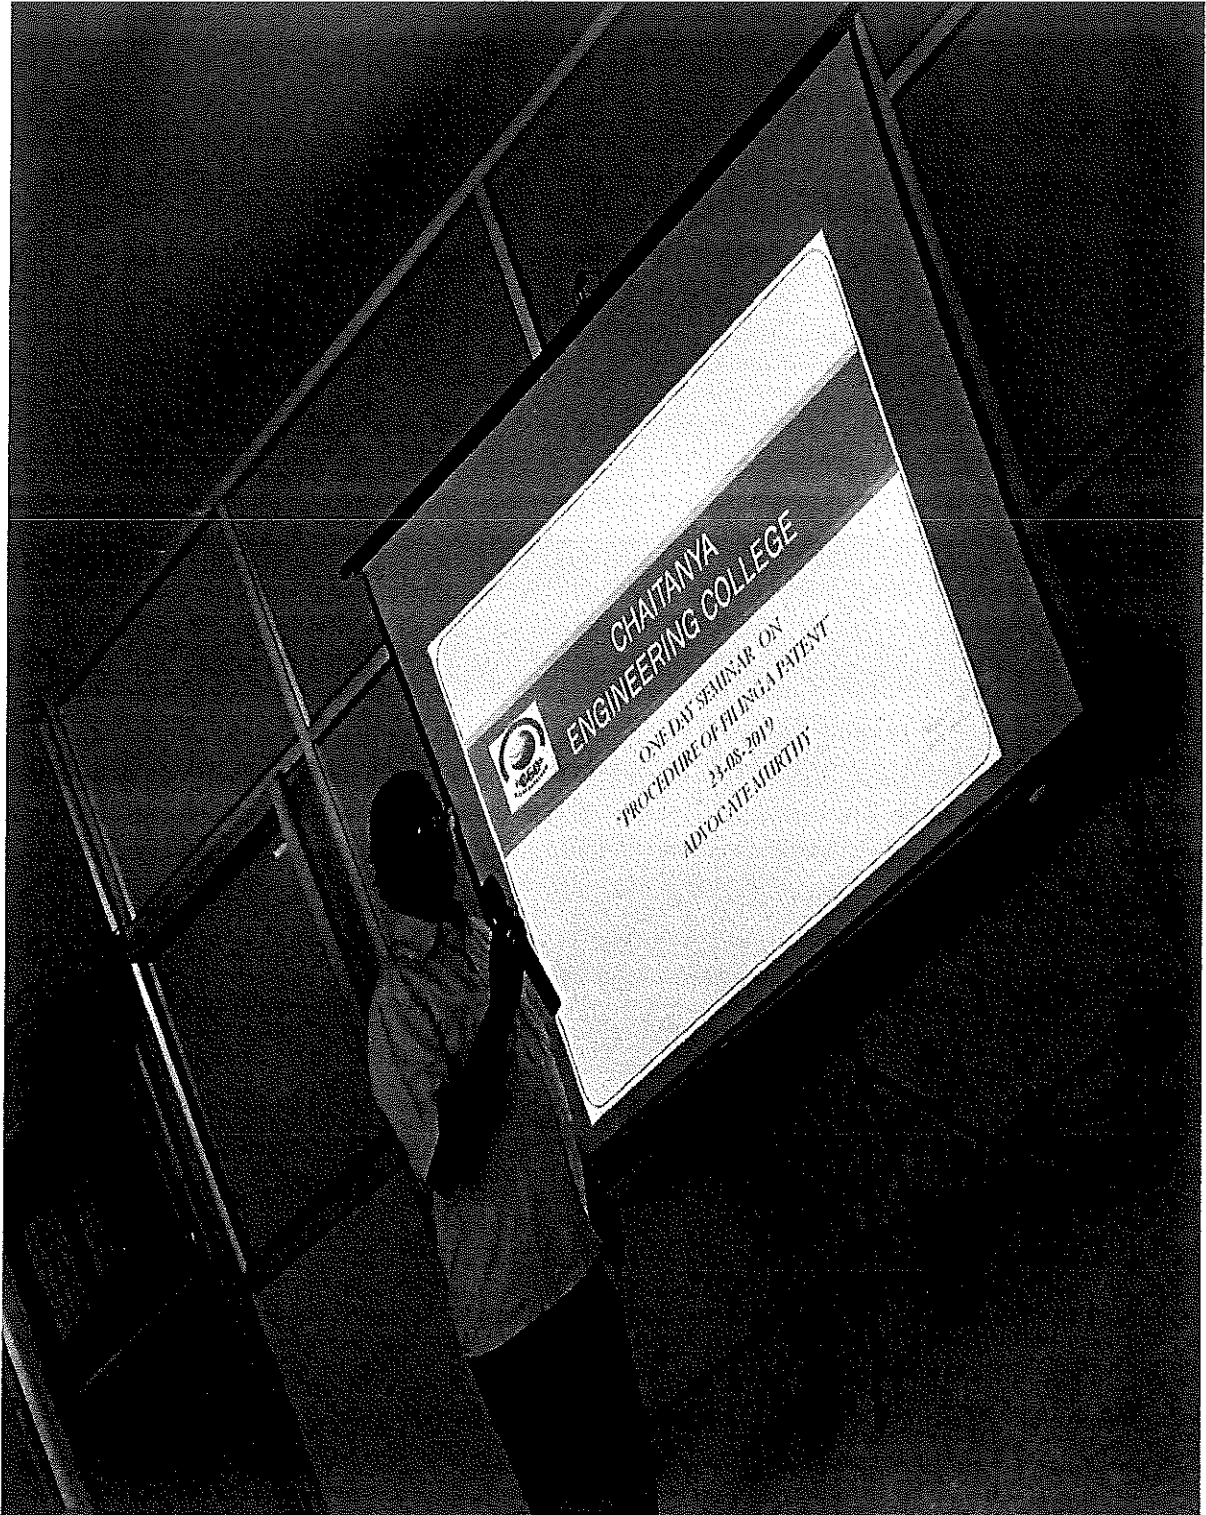 CHAITANYA
ENGINEERING COLLEGE
ONE DAY SEMINAR ON
"PROCEDURE OF FILING A PATENT"
23-08-2019
ADVOCATE MURTHY